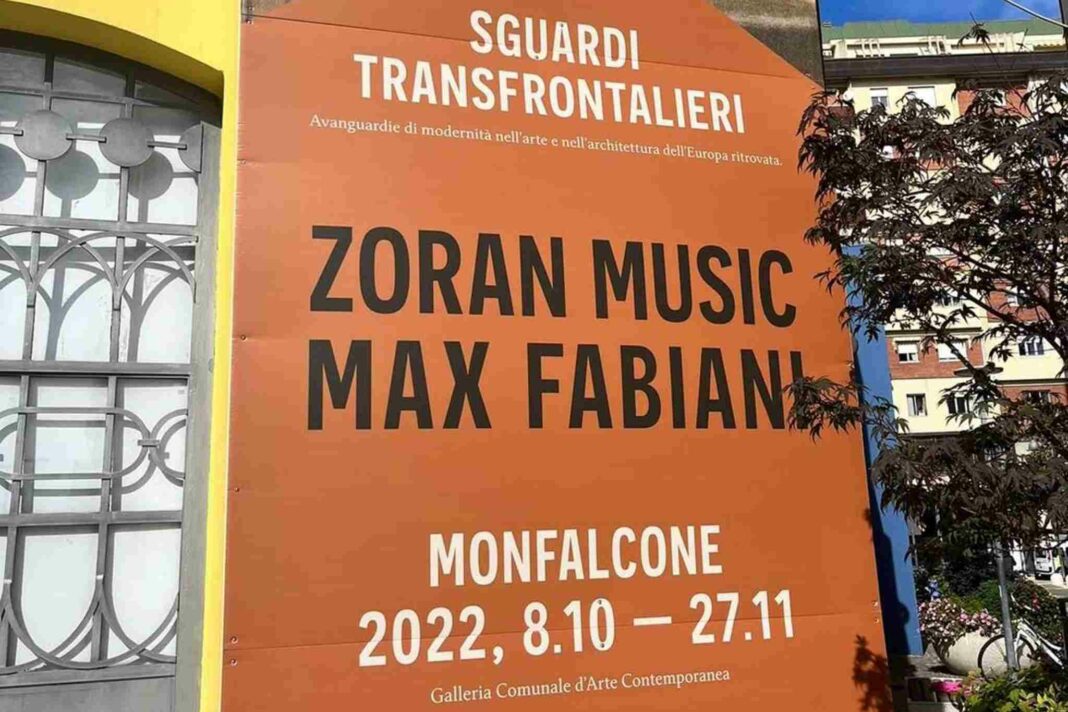 SGUARDI
TRANSFRONTALIERI
Avanguardie di modernità nell'arte e nell'architettura dell'Europa ritrovata.
ZORAN MUSIC
MAX FABIANI
MONFALCONE
2022, 8.10 — 27.11
Galleria Comunale d'Arte Contemporanea